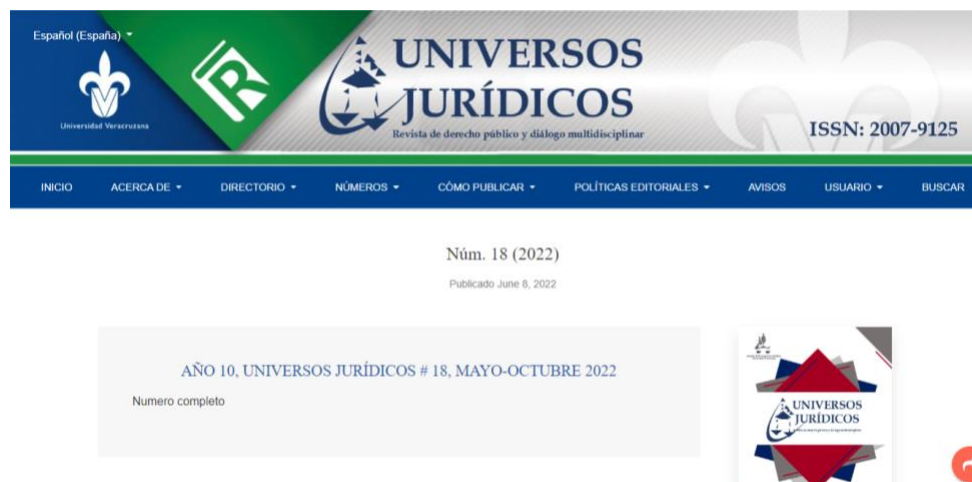 Español (España)
Universidad Veracruzana
UNIVERSOS
JURÍDICOS
Revista de derecho público y diálogo multidisciplinar
ISSN: 2007-9125
INICIO ACERCA DE DIRECTORIO NÚMEROS CÓMO PUBLICAR POLÍTICAS EDITORIALES AVISOS USUARIO BUSCAR
Núm. 18 (2022)
Publicado June 8, 2022
AÑO 10, UNIVERSOS JURÍDICOS # 18, MAYO-OCTUBRE 2022
Numero completo
UNIVERSOS
JURÍDICOS